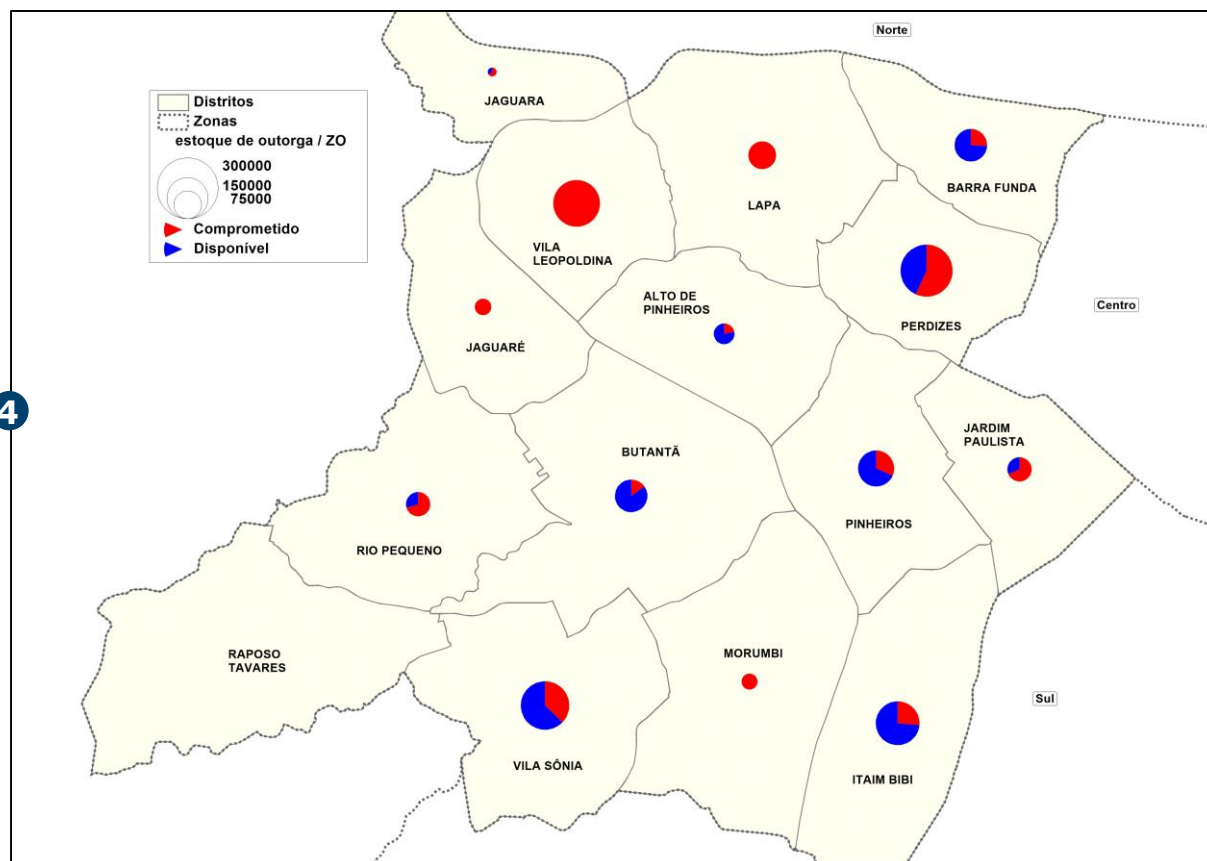 Norte
JAGUARA
Distritos
Zonas
estoque de outorga / ZO
300000
150000
75000
Comprometido
Disponível
BARRA FUNDA
LAPA
VILA
LEOPOLDINA
ALTO DE
PINHEIROS
Centro
PERDIZES
JAGUARÉ
4
JARDIM
PAULISTA
BUTANTÃ
PINHEIROS
RIO PEQUENO
RAPOSO
TAVARES
MORUMBI
Sul
VILA SÔNIA
ITAIM BIBI